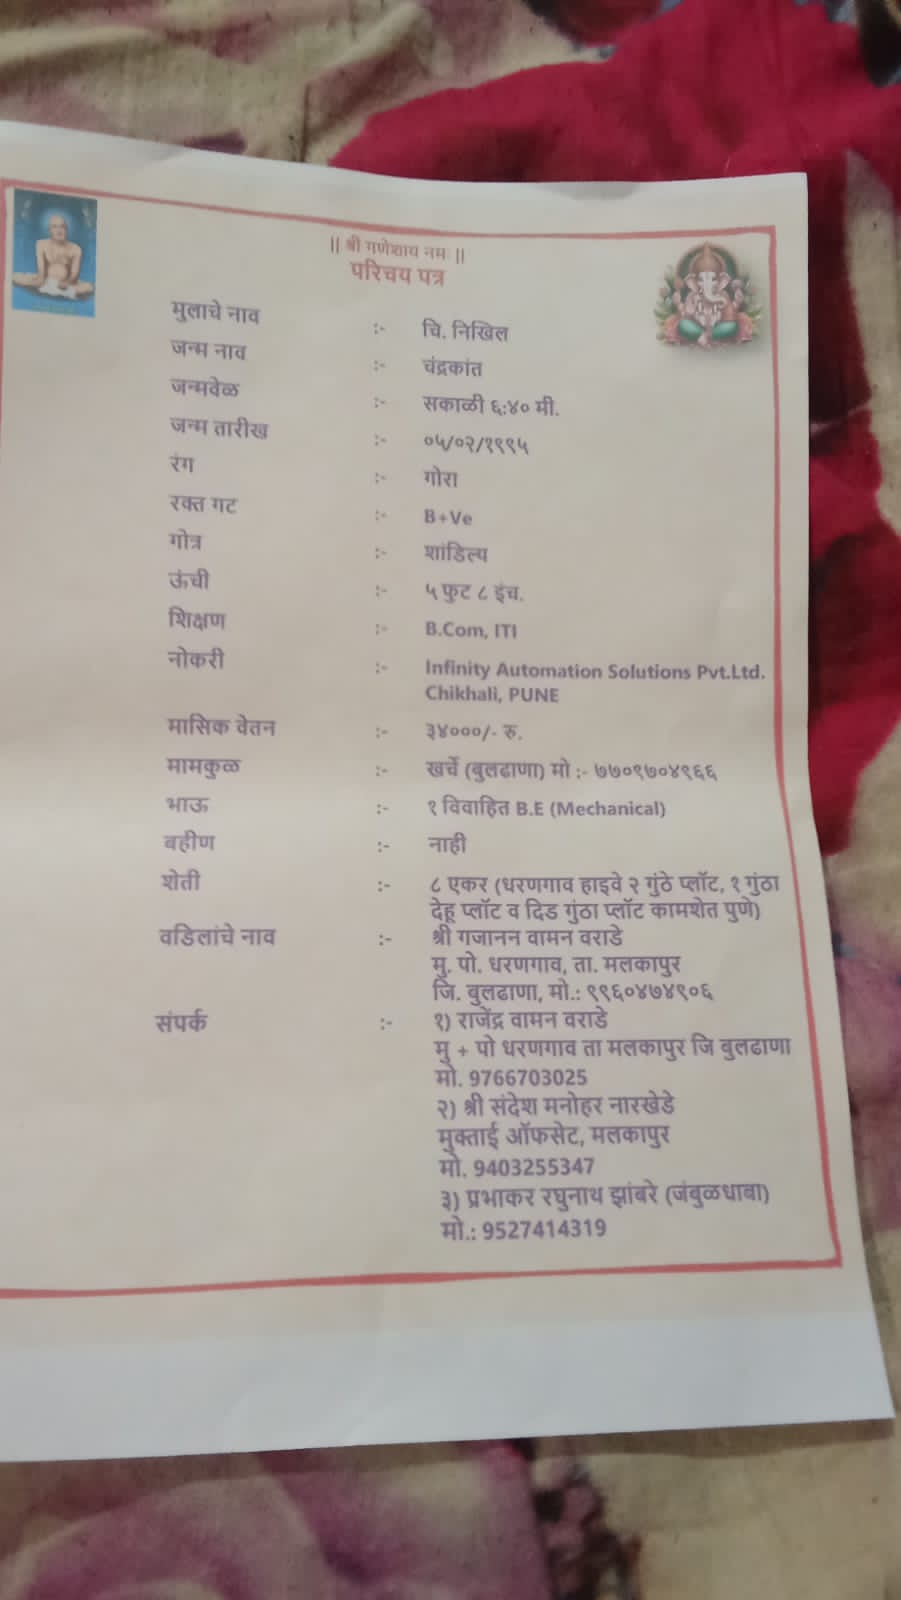 || श्री गणेशाय नमः ||
परिचय पत्र
मुलाचे नाव :- चि. निखिल
जन्म नाव :- चंद्रकांत
जन्मवेळ :- सकाळी ६:४० मी.
जन्म तारीख :- ०५/०२/१९९५
रंग :- गोरा
रक्त गट :- B+Ve
गोत्र :- शांडिल्य
ऊंची :- ५ फुट ८ इंच.
शिक्षण :- B.Com, ITI
नोकरी :- Infinity Automation Solutions Pvt.Ltd.
Chikhali, PUNE
मासिक वेतन :- ३४०००/- रु.
मामकुळ :- खर्चे (बुलढाणा) मो :- ७७०९७०४९६६
भाऊ :- १ विवाहित B.E (Mechanical)
बहीण :- नाही
शेती :- ८ एकर (धरणगाव हाइवे २ गुंठे प्लॉट, १ गुंठा
देहू प्लॉट व दिड गुंठा प्लॉट कामशेत पुणे)
वडिलांचे नाव :- श्री गजानन वामन वराडे
मु. पो. धरणगाव, ता. मलकापुर
जि. बुलढाणा, मो.: ९९६०४७४९०६
संपर्क :- १) राजेंद्र वामन वराडे
मु + पो धरणगाव ता मलकापुर जि बुलढाणा
मो. 9766703025
२) श्री संदेश मनोहर नारखेडे
मुक्ताई ऑफसेट, मलकापुर
मो. 9403255347
३) प्रभाकर रघुनाथ झांबरे (जंबुळधाबा)
मो.: 9527414319